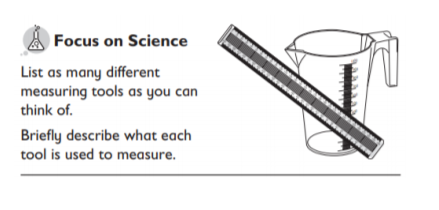 Focus on Science
List as many different
measuring tools as you can
think of.
Briefly describe what each
tool is used to measure.